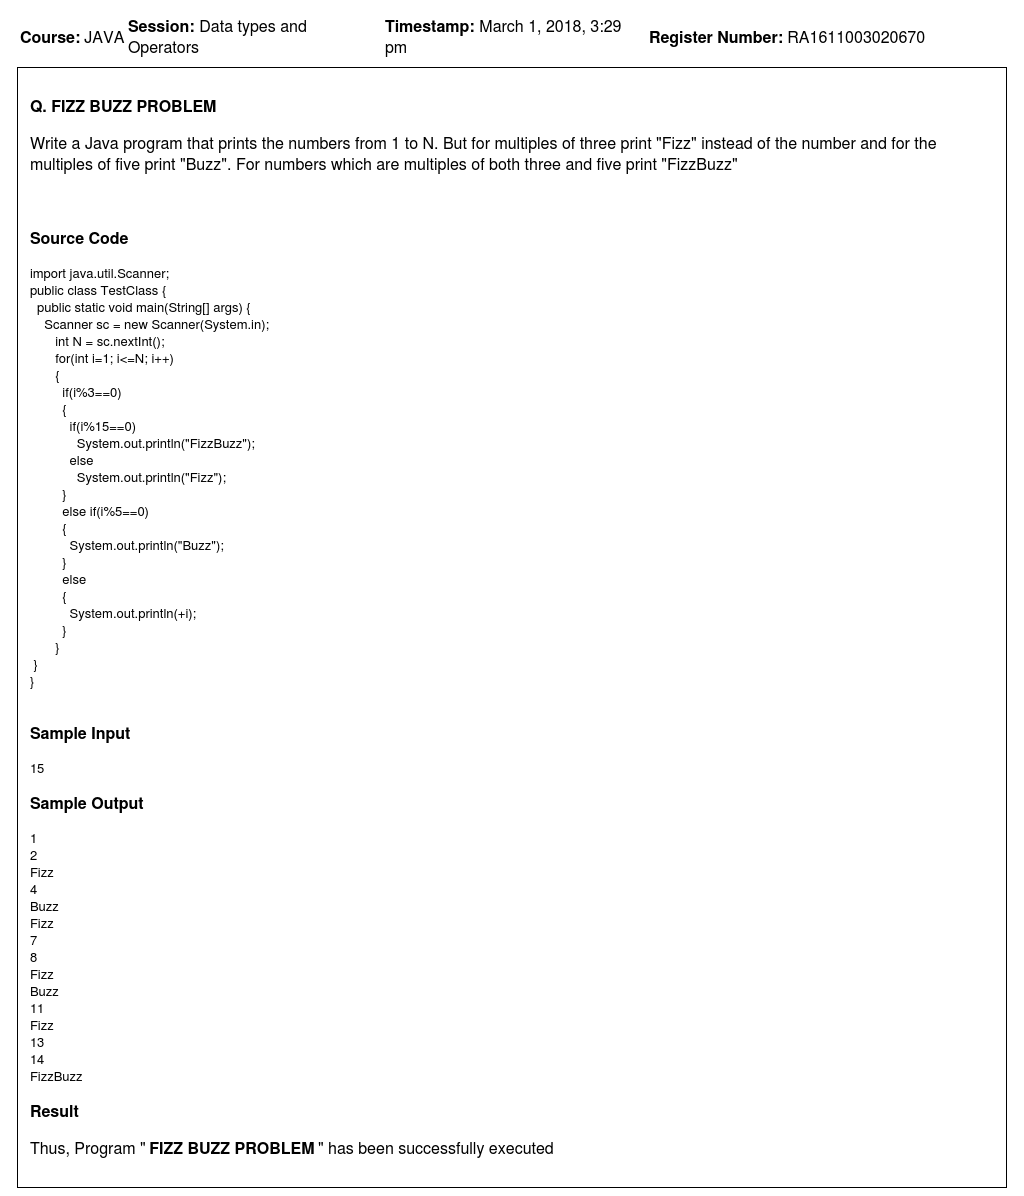 Course: JAVA Session: Data types and Operators Timestamp: March 1, 2018, 3:29 pm Register Number: RA1611003020670
Q. FIZZ BUZZ PROBLEM
Write a Java program that prints the numbers from 1 to N. But for multiples of three print "Fizz" instead of the number and for the
multiples of five print "Buzz". For numbers which are multiples of both three and five print "FizzBuzz"
Source Code
import java.util.Scanner;
public class TestClass {
  public static void main(String[] args) {
    Scanner sc = new Scanner(System.in);
       int N = sc.nextInt();
       for(int i=1; i<=N; i++)
       {
         if(i%3==0)
         {
           if(i%15==0)
             System.out.println("FizzBuzz");
           else
             System.out.println("Fizz");
         }
         else if(i%5==0)
         {
           System.out.println("Buzz");
         }
         else
         {
           System.out.println(+i);
         }
       }
 }
}
Sample Input
15
Sample Output
1
2
Fizz
4
Buzz
Fizz
7
8
Fizz
Buzz
11
Fizz
13
14
FizzBuzz
Result
Thus, Program " FIZZ BUZZ PROBLEM " has been successfully executed